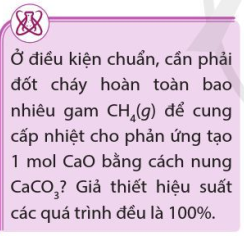 Ở điều kiện chuẩn, cần phải
đốt cháy hoàn toàn bao
nhiêu gam CH₄(g) để cung
cấp nhiệt cho phản ứng tạo
1 mol CaO bằng cách nung
CaCO₃? Giả thiết hiệu suất
các quá trình đều là 100%.